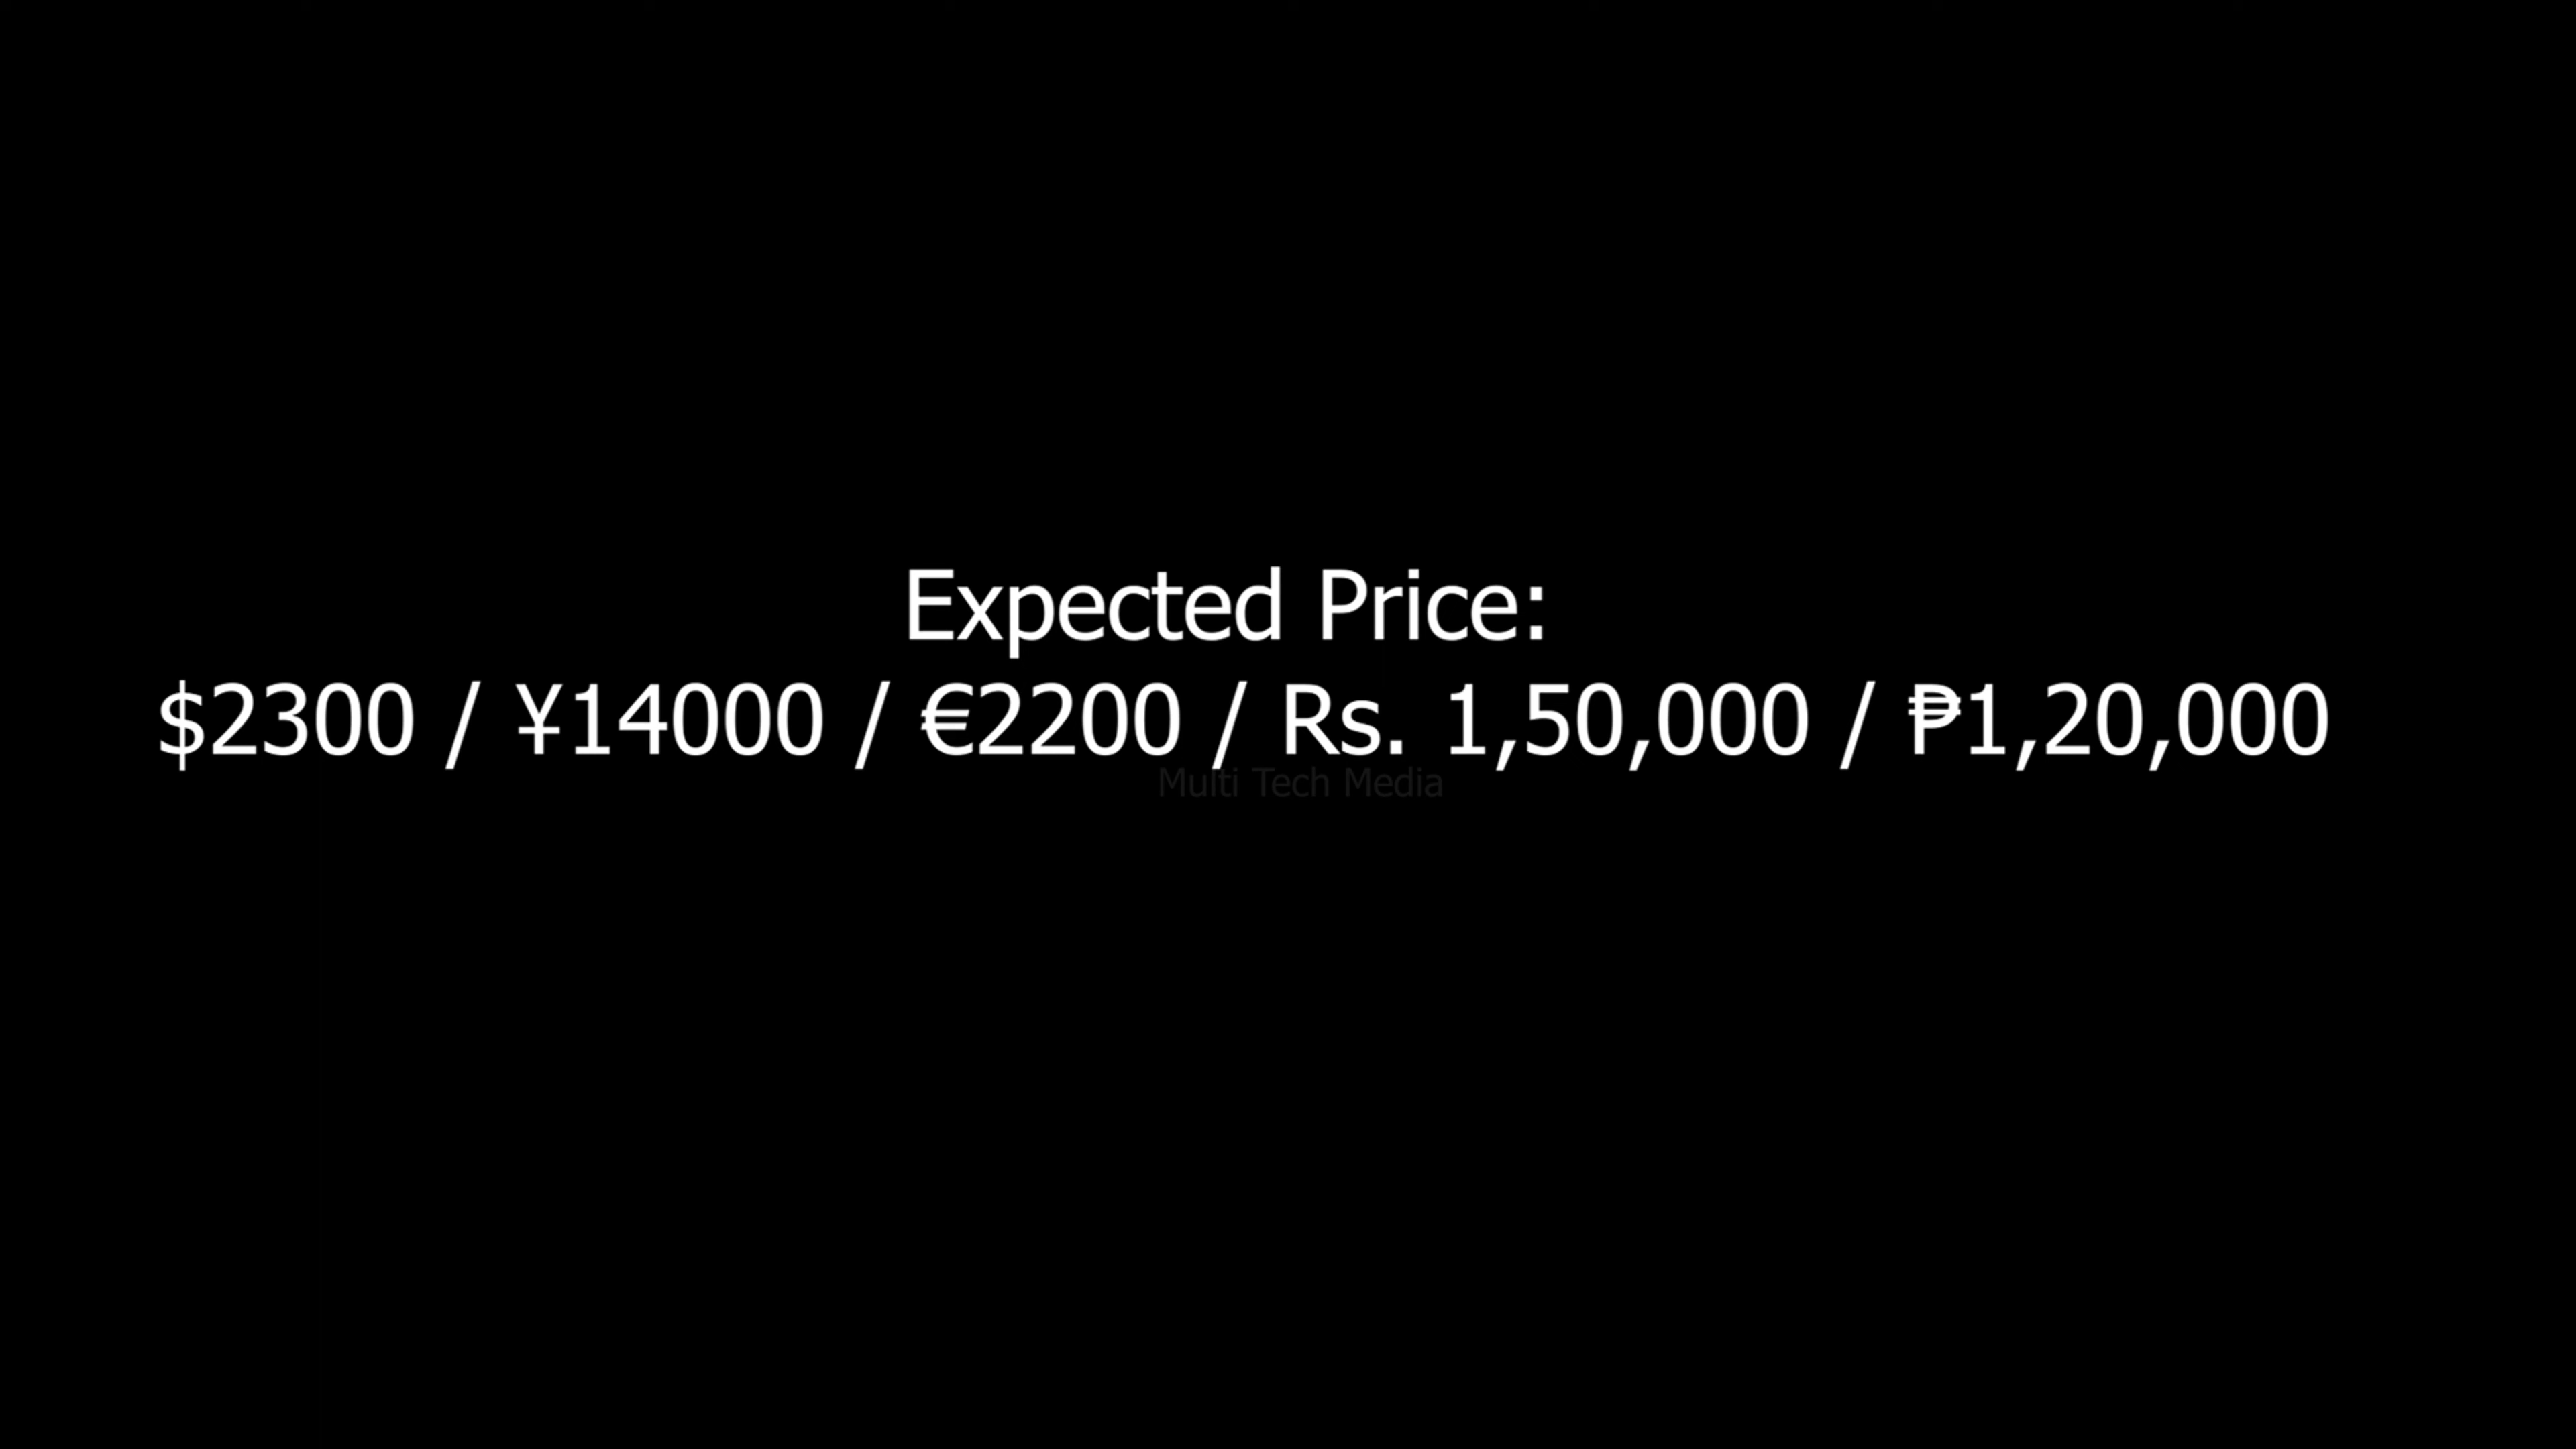 Expected Price:
$2300 / ¥14000 / €2200 / Rs. 1,50,000 / ₱1,20,000
Multi Tech Media